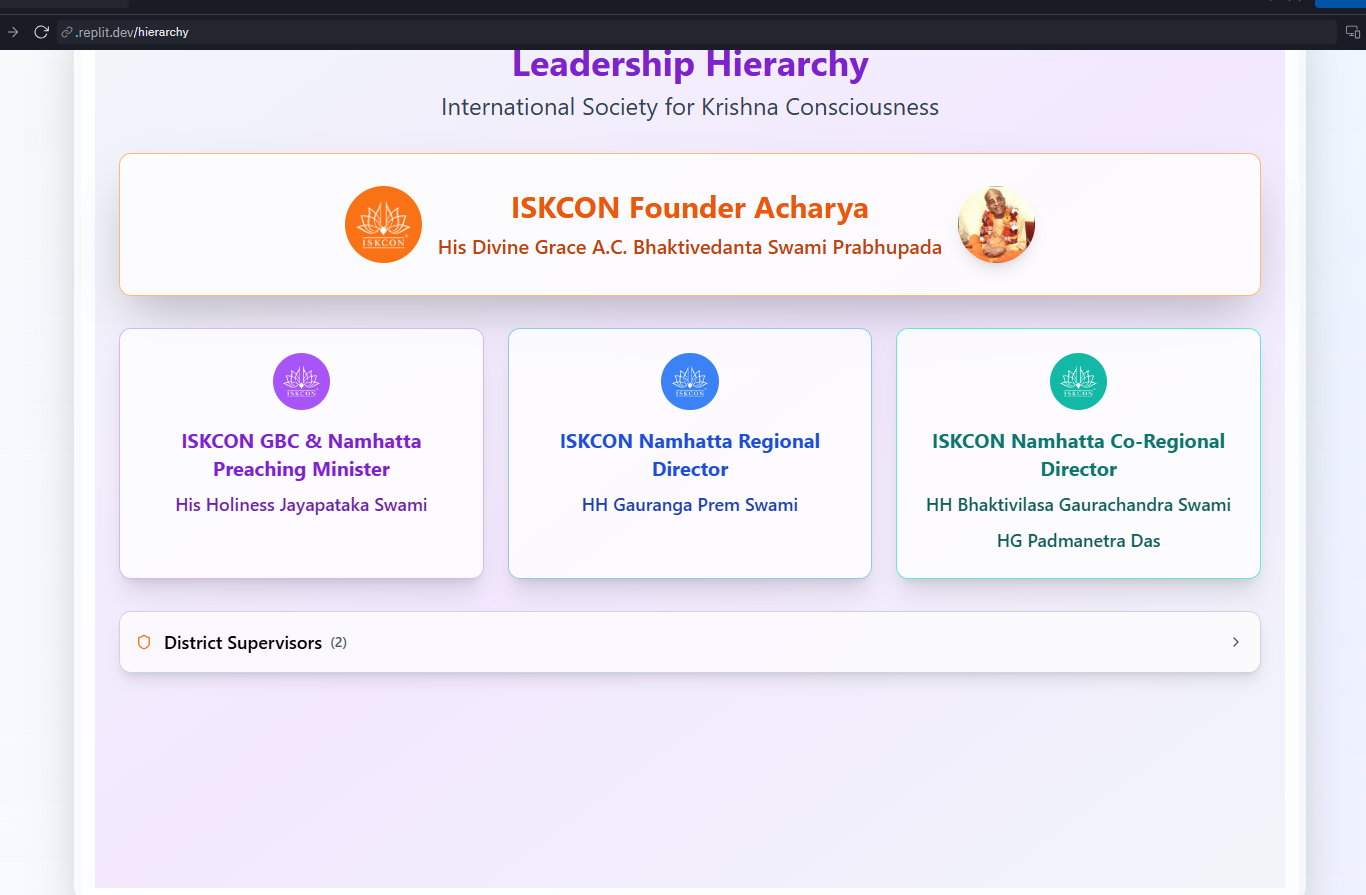 .replit.dev/hierarchy
Leadership Hierarchy
International Society for Krishna Consciousness
ISKCON
ISKCON Founder Acharya
His Divine Grace A.C. Bhaktivedanta Swami Prabhupada
ISKCON
ISKCON GBC & Namhatta
Preaching Minister
His Holiness Jayapataka Swami
ISKCON
ISKCON Namhatta Regional
Director
HH Gauranga Prem Swami
ISKCON
ISKCON Namhatta Co-Regional
Director
HH Bhaktivilasa Gaurachandra Swami
HG Padmanetra Das
District Supervisors (2)